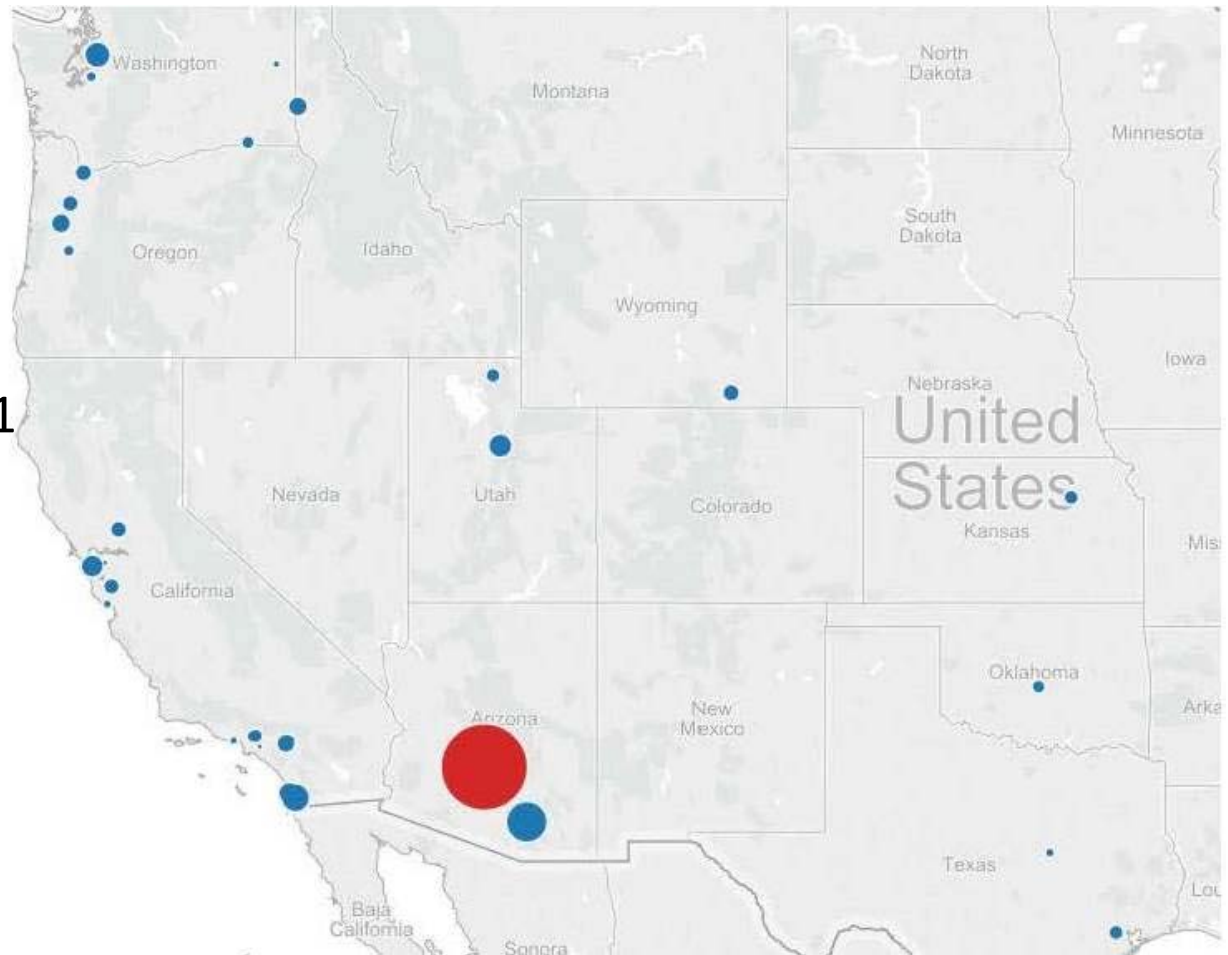 Washington
North
Dakota
Montana
Minnesota
South
Dakota
Oregon
Idaho
Wyoming
Iowa
Nebraska
1
United
States
Nevada
Utah
Colorado
Kansas
Mis
California
Oklahoma
Arizona
New
Mexico
Arka
Texas
Lou
Baja
California
Sonora